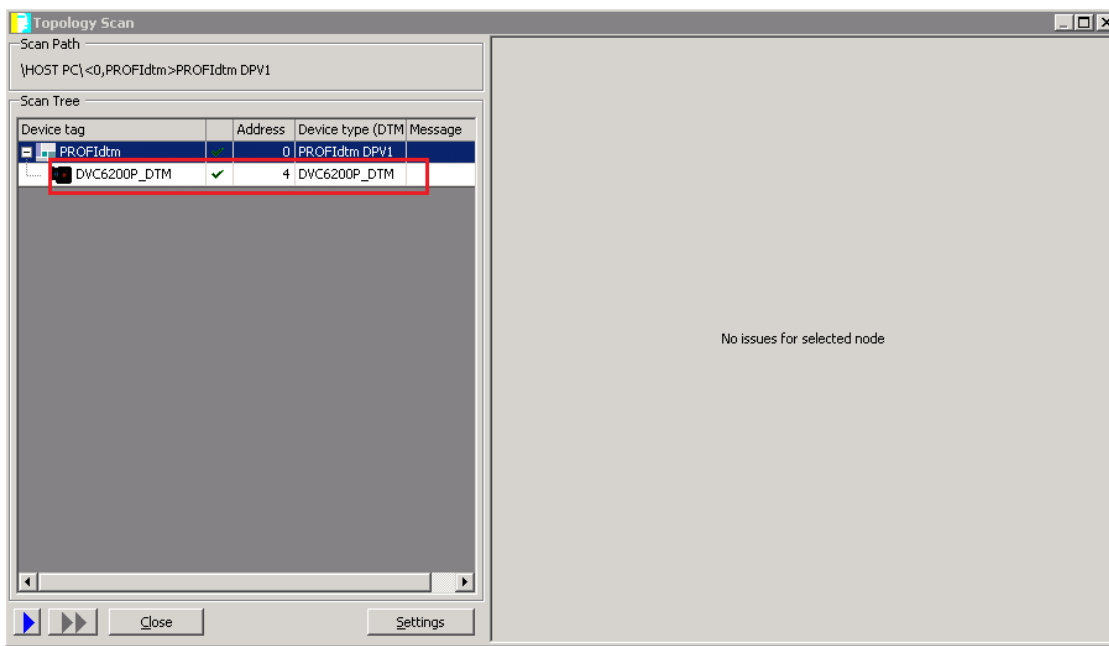 Topology Scan
Scan Path
\HOST PC\<0,PROFIdtm>PROFIdtm DPV1
Scan Tree
Device tag Address Device type (DTM Message
PROFIdtm 0 PROFIdtm DPV1
DVC6200P_DTM 4 DVC6200P_DTM
No issues for selected node
Close Settings